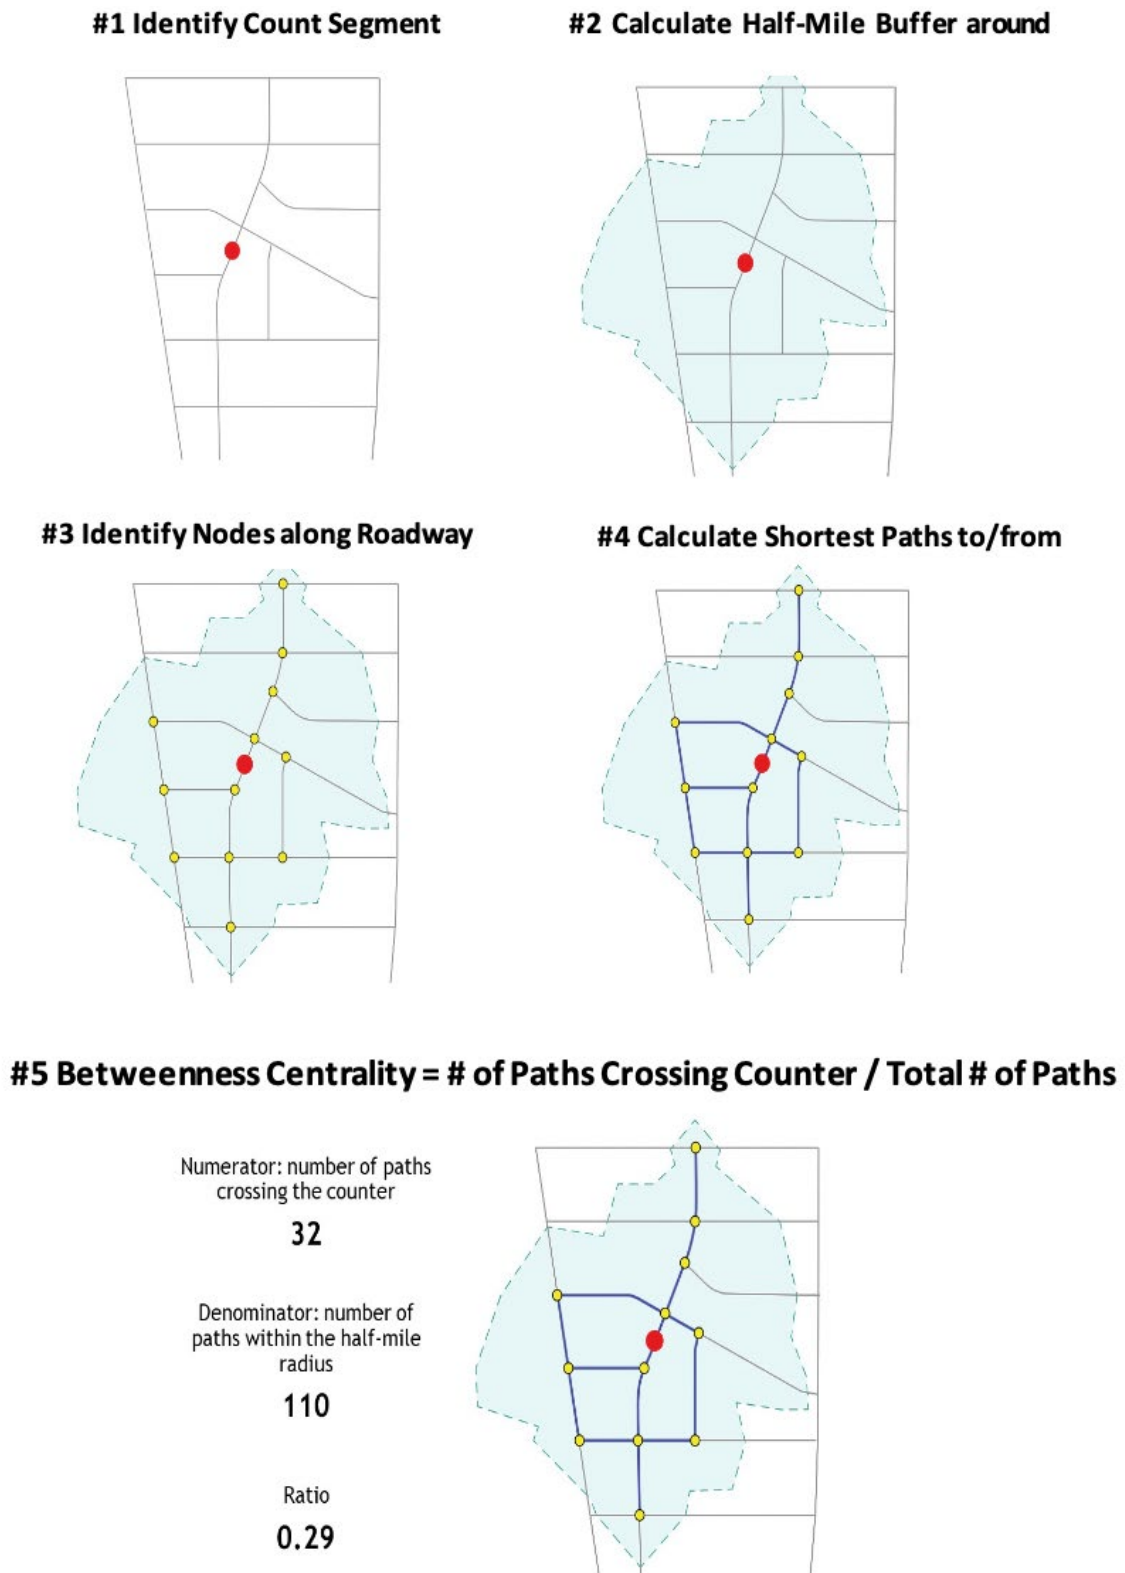 #1 Identify Count Segment
#2 Calculate Half-Mile Buffer around
#3 Identify Nodes along Roadway
#4 Calculate Shortest Paths to/from
#5 Betweenness Centrality = # of Paths Crossing Counter / Total # of Paths
Numerator: number of paths
crossing the counter
32
Denominator: number of
paths within the half-mile
radius
110
Ratio
0.29